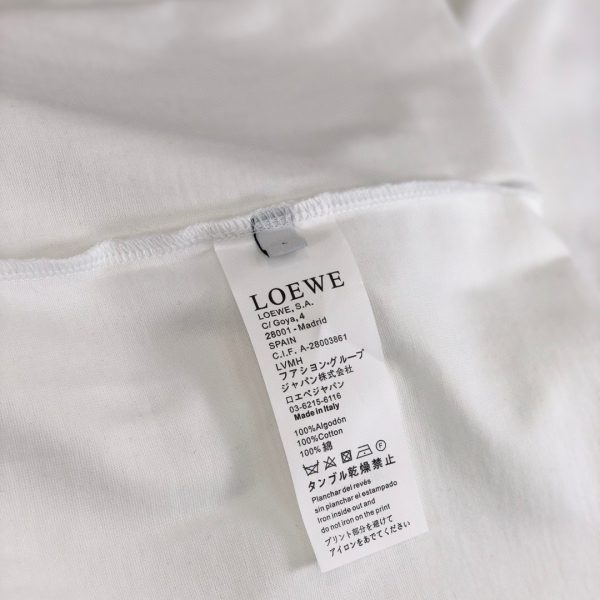 LOEWE
LOEWE, S.A.
C/ Goya, 4
28001 - Madrid
SPAIN
C.I.F. A-28003861
LVMH
フアション・グループ
ジャパン株式会社
ロエベジャパン
03-6215-6116
Made in Italy
100%Algodón
100%Cotton
100% 綿
タンブル乾燥禁止
Planchar del revés
sin planchar el estampado
Iron inside out and
do not iron on the print
プリント部分を避けて
アイロンをあててください